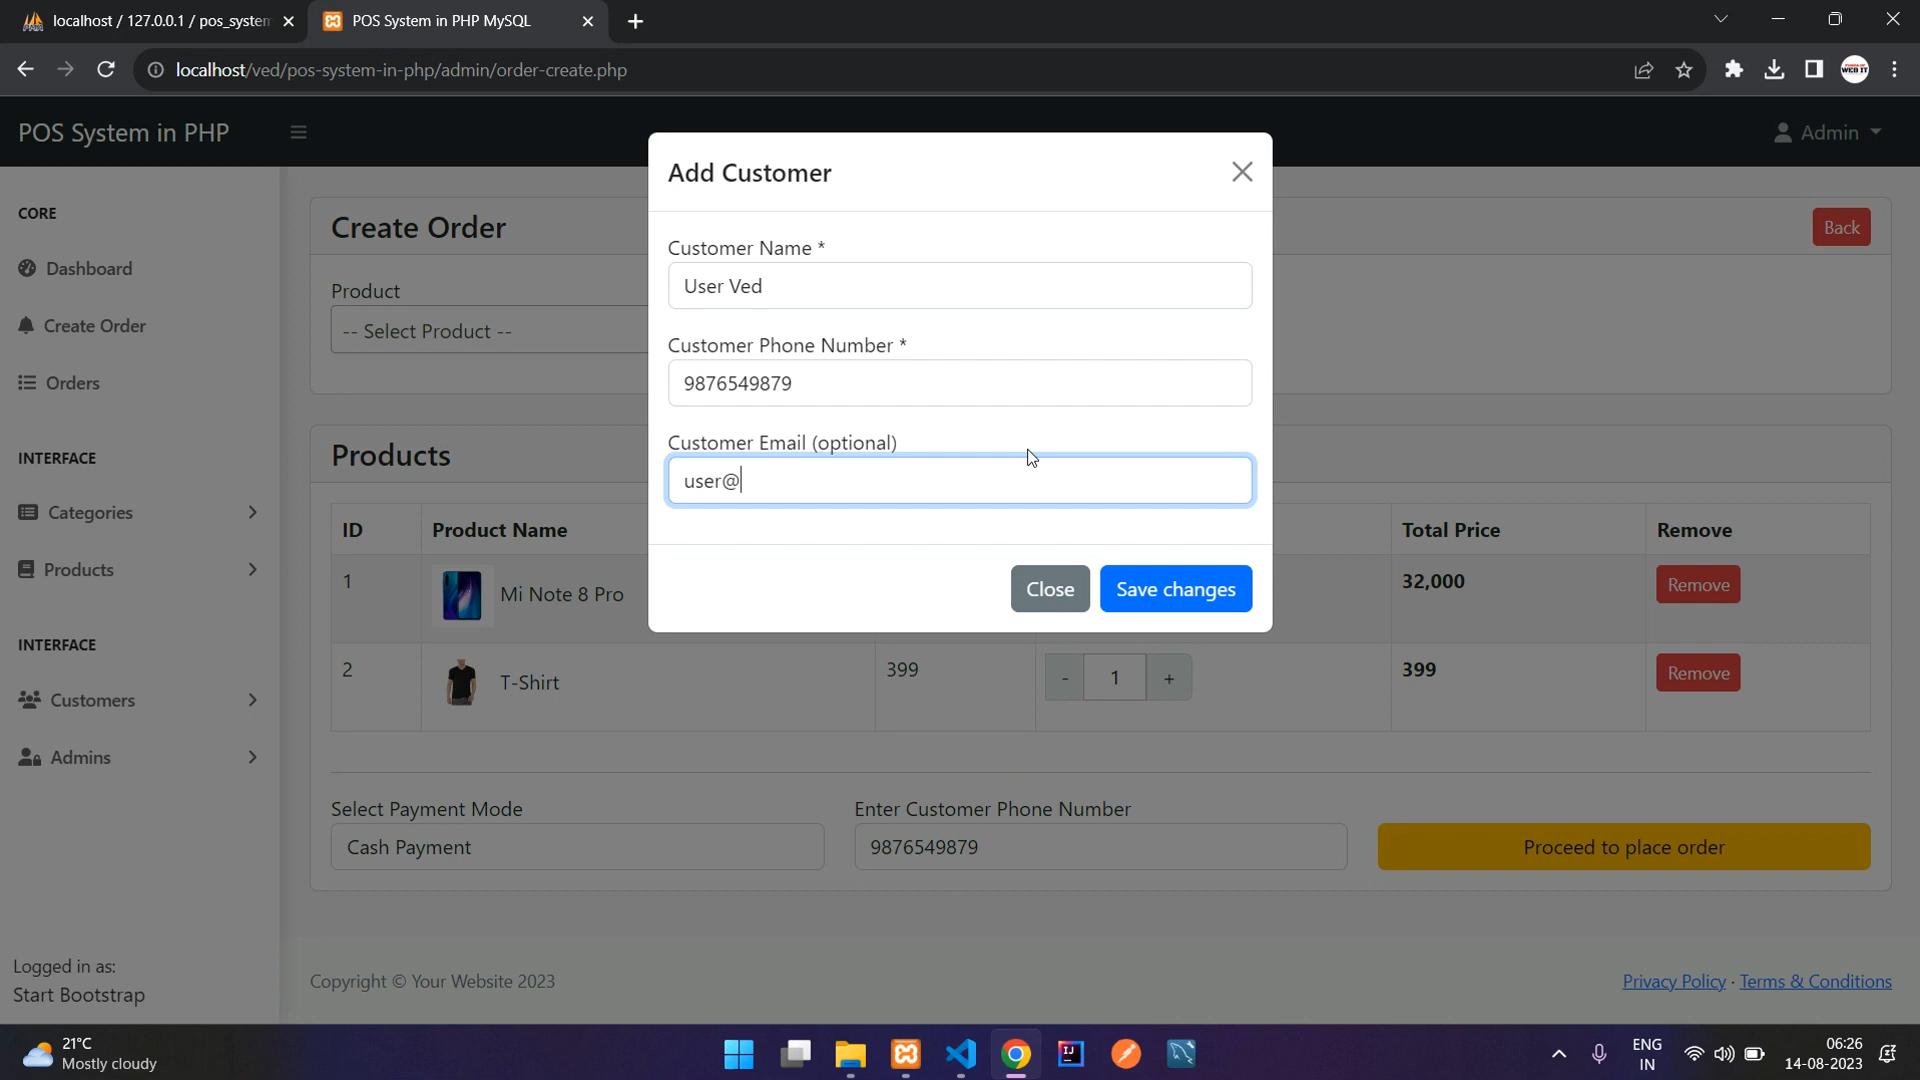 localhost / 127.0.0.1 / pos_system
POS System in PHP MySQL
localhost/ved/pos-system-in-php/admin/order-create.php
WEB IT
POS System in PHP
Admin
CORE
Dashboard
Create Order
Orders
INTERFACE
Categories
Products
INTERFACE
Customers
Admins
Logged in as:
Start Bootstrap
Create Order
Back
Product
-- Select Product --
Products
ID
Product Name
Total Price
Remove
1
Mi Note 8 Pro
32,000
Remove
2
T-Shirt
399
-
1
+
399
Remove
Select Payment Mode
Cash Payment
Enter Customer Phone Number
9876549879
Proceed to place order
Copyright © Your Website 2023
Privacy Policy · Terms & Conditions
Add Customer
Customer Name *
User Ved
Customer Phone Number *
9876549879
Customer Email (optional)
user@
Close
Save changes
21°C
Mostly cloudy
ENG
IN
06:26
14-08-2023